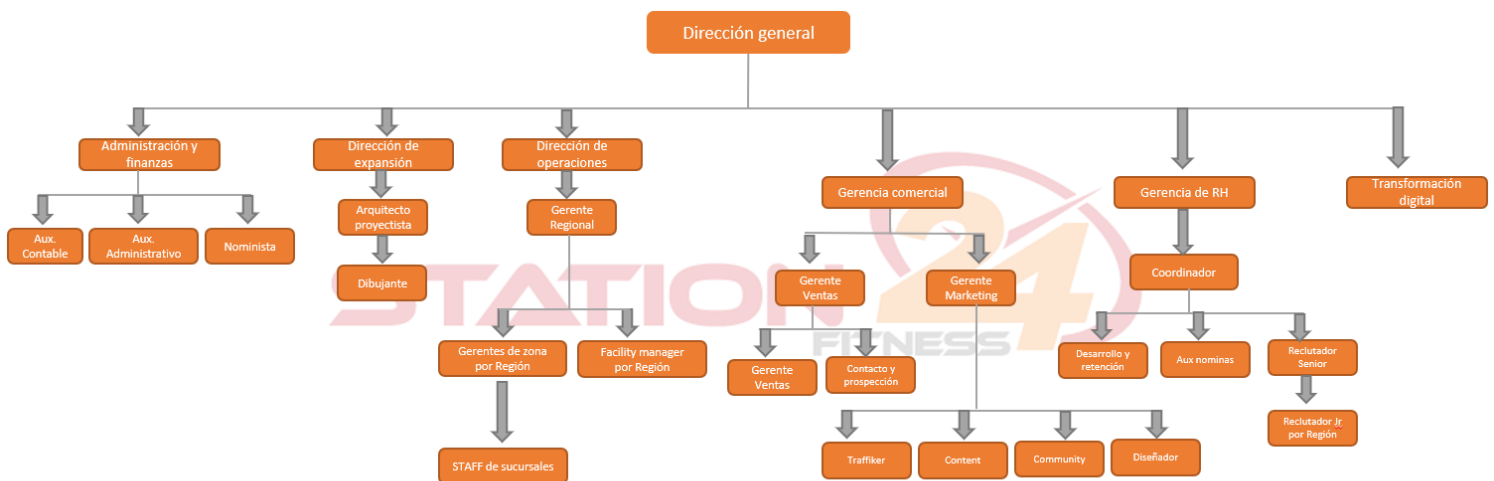 Dirección general
Administración y
finanzas
Dirección de
expansión
Dirección de
operaciones
Gerencia comercial
Gerencia de RH
Transformación
digital
Aux.
Contable
Aux.
Administrativo
Nominista
Arquitecto
proyectista
Gerente
Regional
Dibujante
Gerente
Ventas
Gerente
Marketing
Coordinador
STATION 24
FITNESS
Gerentes de zona
por Región
Facility manager
por Región
Gerente
Ventas
Contacto y
prospección
Desarrollo y
retención
Aux nominas
Reclutador
Senior
Reclutador Jr
por Región
STAFF de sucursales
Traffiker
Content
Community
Diseñador